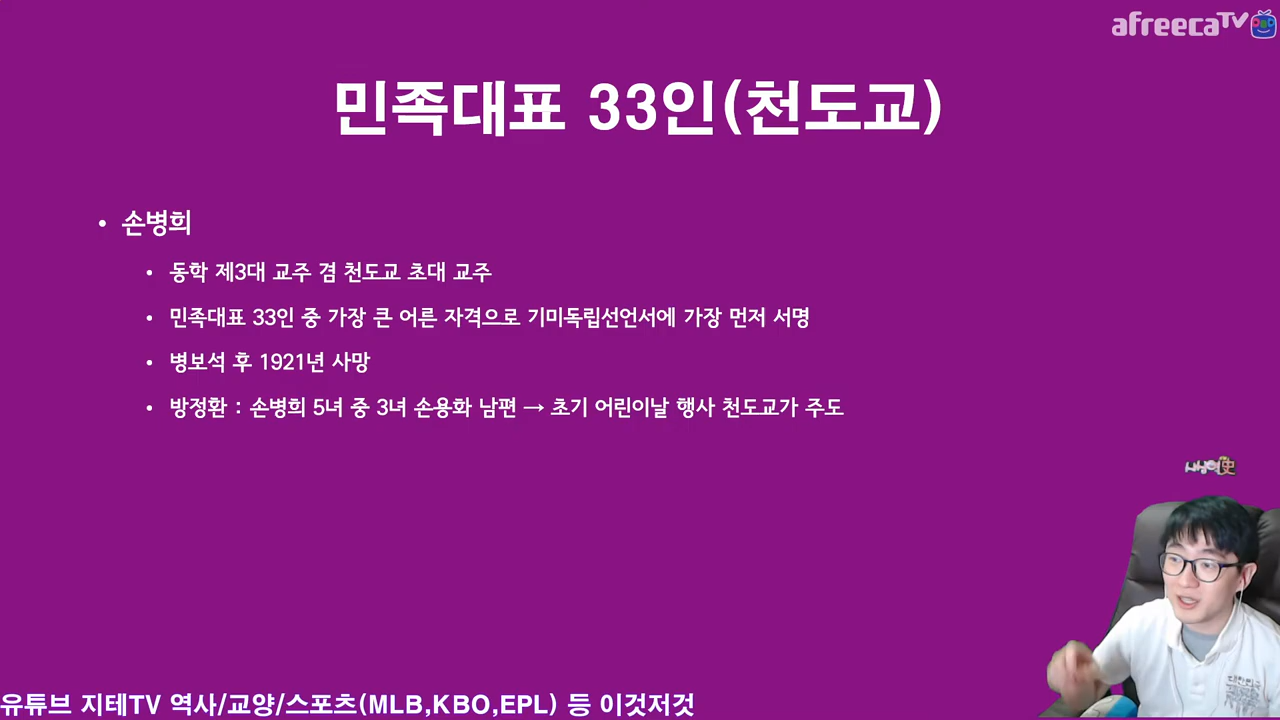 afreecaTV
민족대표 33인(천도교)
• 손병희
• 동학 제3대 교주 겸 천도교 초대 교주
• 민족대표 33인 중 가장 큰 어른 자격으로 기미독립선언서에 가장 먼저 서명
• 병보석 후 1921년 사망
• 방정환 : 손병희 5녀 중 3녀 손용화 남편 → 초기 어린이날 행사 천도교가 주도
대한민국
유튜브 지테TV 역사/교양/스포츠(MLB,KBO,EPL) 등 이것저것